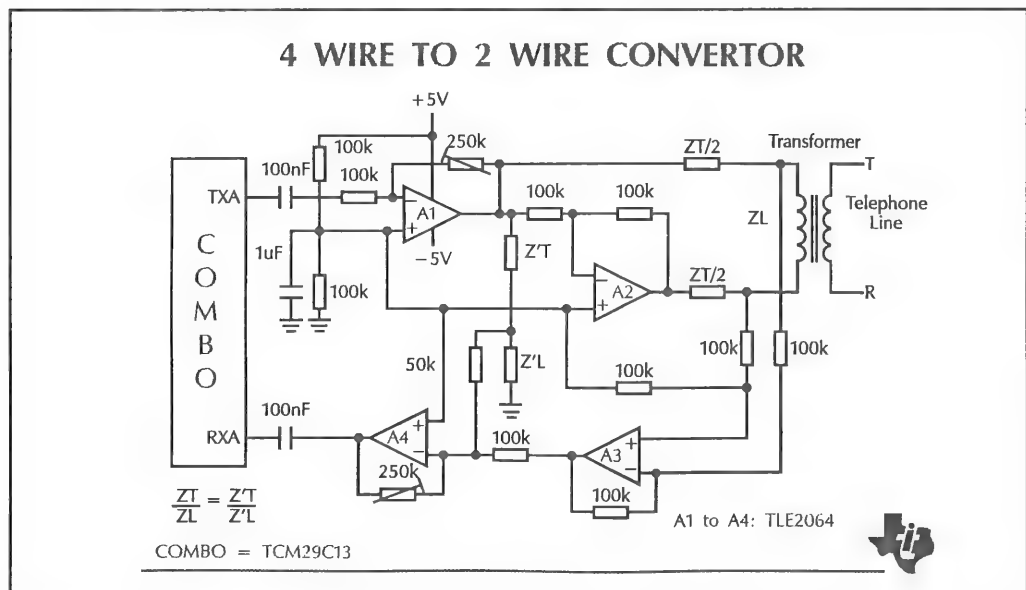 4 WIRE TO 2 WIRE CONVERTOR
+5V
250k
100k
100nF
100k
TXA
A1
−
+
−5V
1uF
100k
Z'T
100k
100k
A2
−
+
ZT/2
ZT/2
Transformer
ZL
T
Telephone
Line
R
COMBO
50k
Z'L
100k
100k
100k
100nF
RXA
A4
+
−
100k
A3
+
−
250k
100k
ZT/ZL = Z'T/Z'L
A1 to A4: TLE2064
COMBO = TCM29C13
i